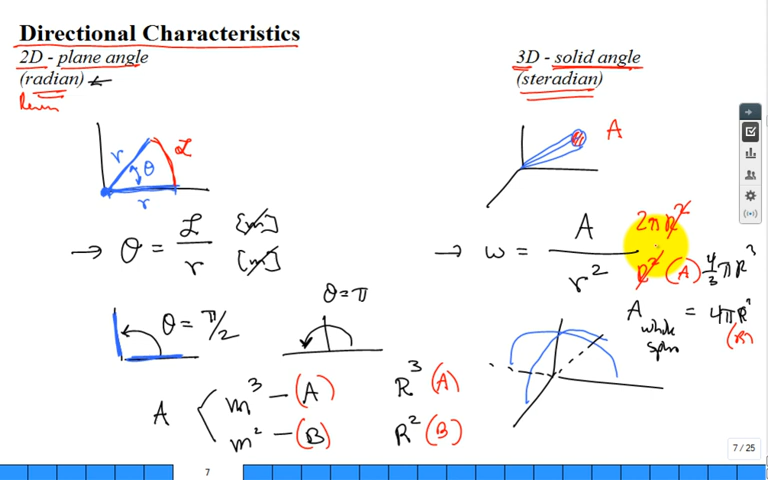 Directional Characteristics
2D - plane angle
(radian) ←
3D - solid angle
(steradian)
r θ L
r
A
→ θ = L / r [m] [m]
→ ω = A / r² 2πR² R²
(A) 4/3 πR³
A whole = 4πR²
θ = π/2
θ = π
A
m³ - (A) R³ (A)
m² - (B) R² (B)
7 / 25
7